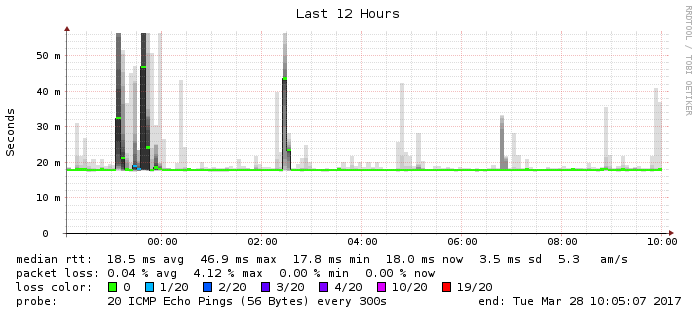 Last 12 Hours
RRDTOOL / TOBI OETIKER
Seconds
50 m
40 m
30 m
20 m
10 m
0
00:00 02:00 04:00 06:00 08:00 10:00
median rtt: 18.5 ms avg 46.9 ms max 17.8 ms min 18.0 ms now 3.5 ms sd 5.3 am/s
packet loss: 0.04 % avg 4.12 % max 0.00 % min 0.00 % now
loss color: 0 1/20 2/20 3/20 4/20 10/20 19/20
probe: 20 ICMP Echo Pings (56 Bytes) every 300s end: Tue Mar 28 10:05:07 2017